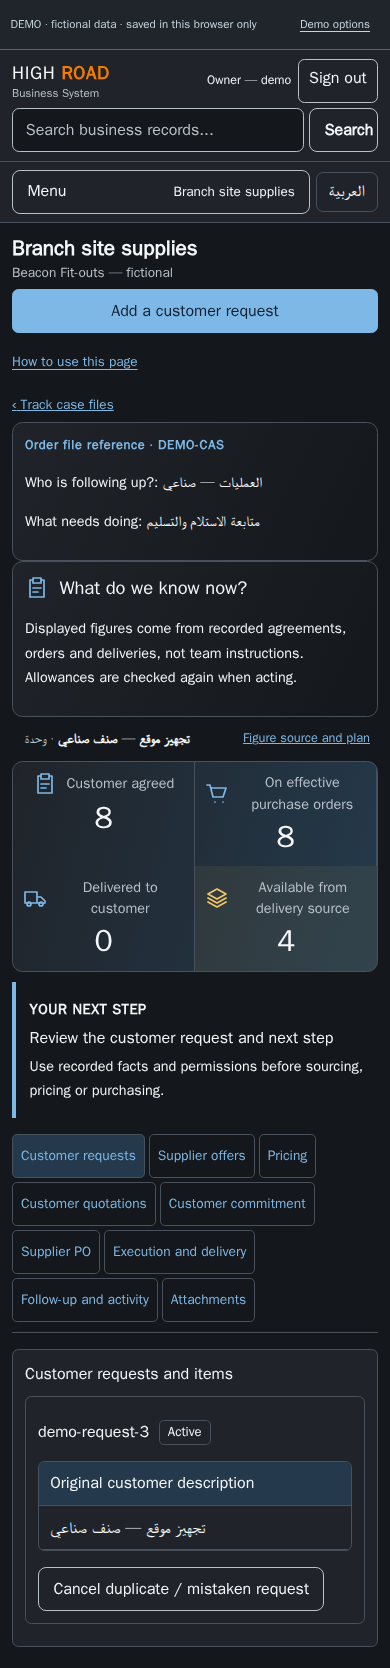 DEMO · fictional data · saved in this browser only
Demo options
HIGH ROAD
Business System
Owner — demo
Sign out
Search business records...
Search
Menu
Branch site supplies
العربية
Branch site supplies
Beacon Fit-outs — fictional
Add a customer request
How to use this page
‹ Track case files
Order file reference · DEMO-CAS
Who is following up?: العمليات — صناعي
What needs doing: متابعة الاستلام والتسليم
What do we know now?
Displayed figures come from recorded agreements,
orders and deliveries, not team instructions.
Allowances are checked again when acting.
تجهيز موقع — صنف صناعي · وحدة
Figure source and plan
Customer agreed
8
On effective
purchase orders
8
Delivered to
customer
0
Available from
delivery source
4
YOUR NEXT STEP
Review the customer request and next step
Use recorded facts and permissions before sourcing,
pricing or purchasing.
Customer requests
Supplier offers
Pricing
Customer quotations
Customer commitment
Supplier PO
Execution and delivery
Follow-up and activity
Attachments
Customer requests and items
demo-request-3
Active
Original customer description
تجهيز موقع — صنف صناعي
Cancel duplicate / mistaken request